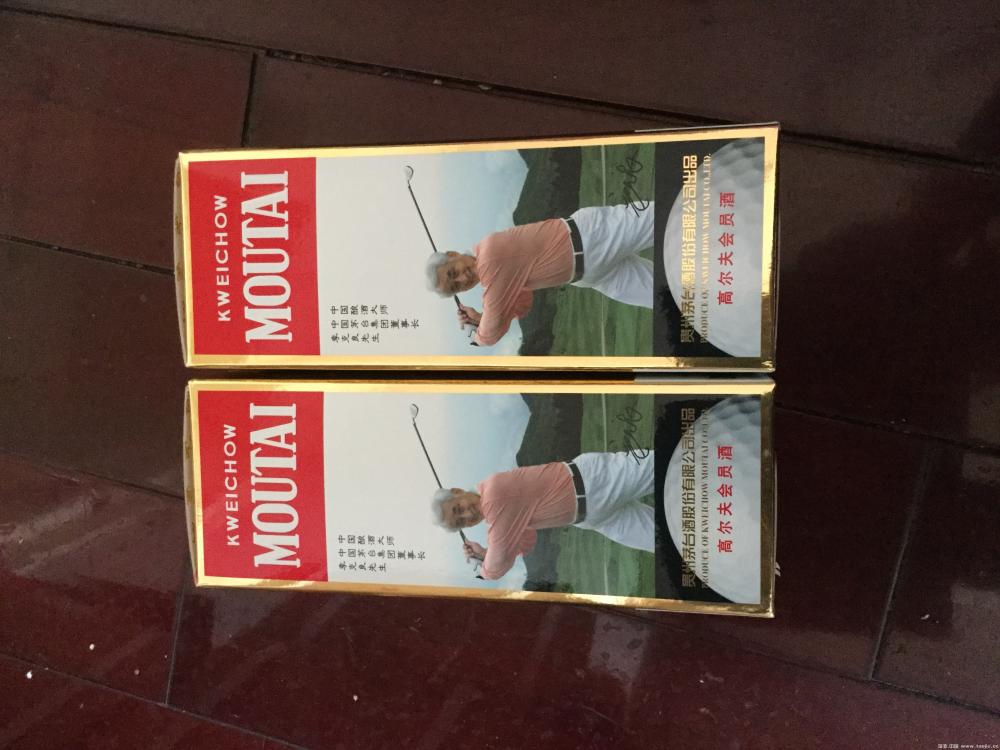 KWEICHOW
MOUTAI
中国酿酒大师
中国茅台集团董事长
季克良先生
贵州茅台酒股份有限公司出品
PRODUCE OF KWEICHOW MOUTAI CO.,LTD.
高尔夫会员酒
KWEICHOW
MOUTAI
中国酿酒大师
中国茅台集团董事长
季克良先生
贵州茅台酒股份有限公司出品
PRODUCE OF KWEICHOW MOUTAI CO.,LTD.
高尔夫会员酒